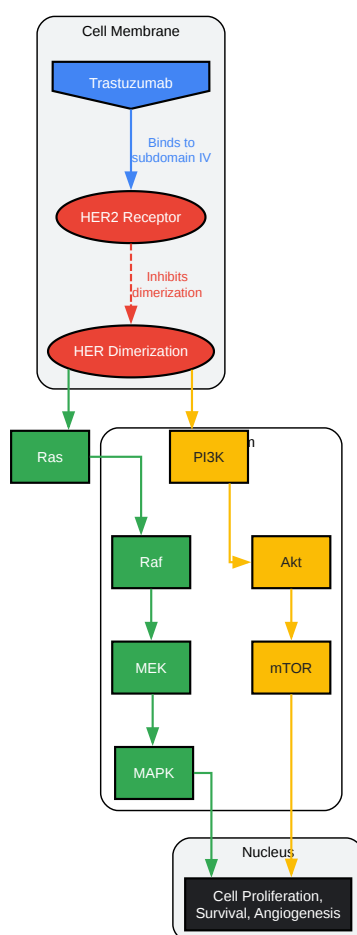 Cell Membrane
Trastuzumab
Binds to
subdomain IV
HER2 Receptor
Inhibits
dimerization
HER Dimerization
Ras
PI3K
Raf
Akt
MEK
mTOR
MAPK
Nucleus
Cell Proliferation,
Survival, Angiogenesis